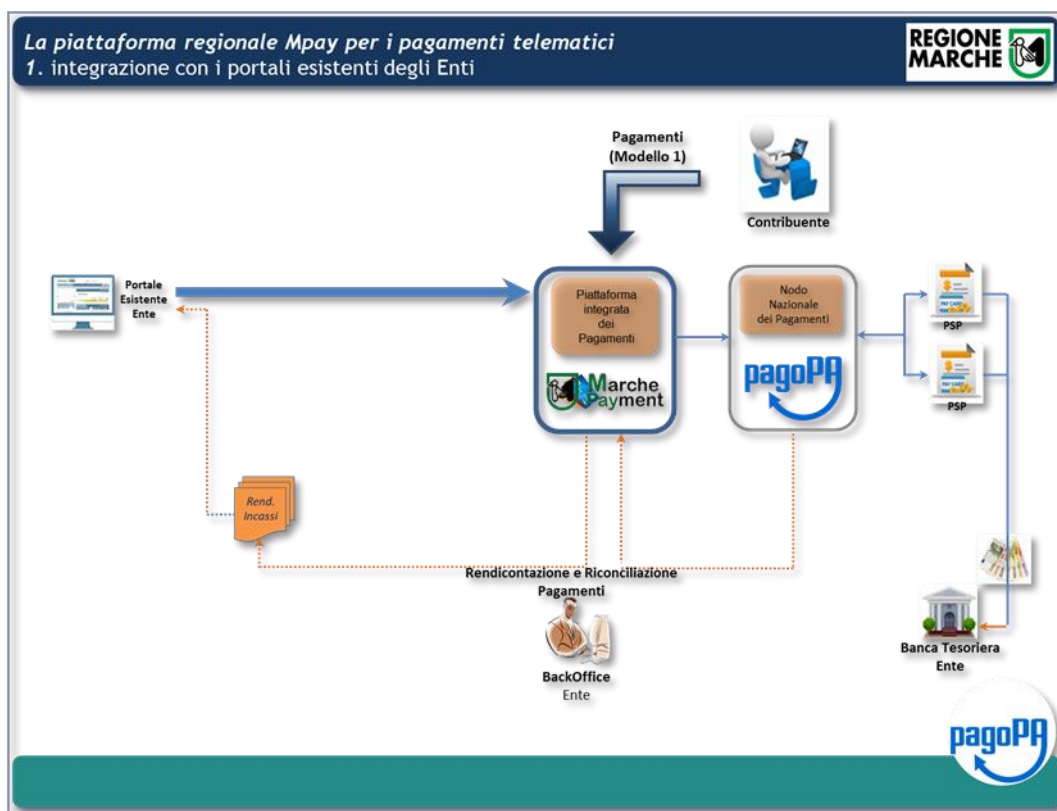 La piattaforma regionale Mpay per i pagamenti telematici
1. integrazione con i portali esistenti degli Enti
REGIONE
MARCHE
Pagamenti
(Modello 1)
Contribuente
Portale
Esistente
Ente
Piattaforma
integrata
dei
Pagamenti
Marche
Payment
Nodo
Nazionale
dei Pagamenti
pagoPA
PSP
PSP
Rend.
Incassi
Rendicontazione e Riconciliazione
Pagamenti
BackOffice
Ente
Banca Tesoriera
Ente
pagoPA